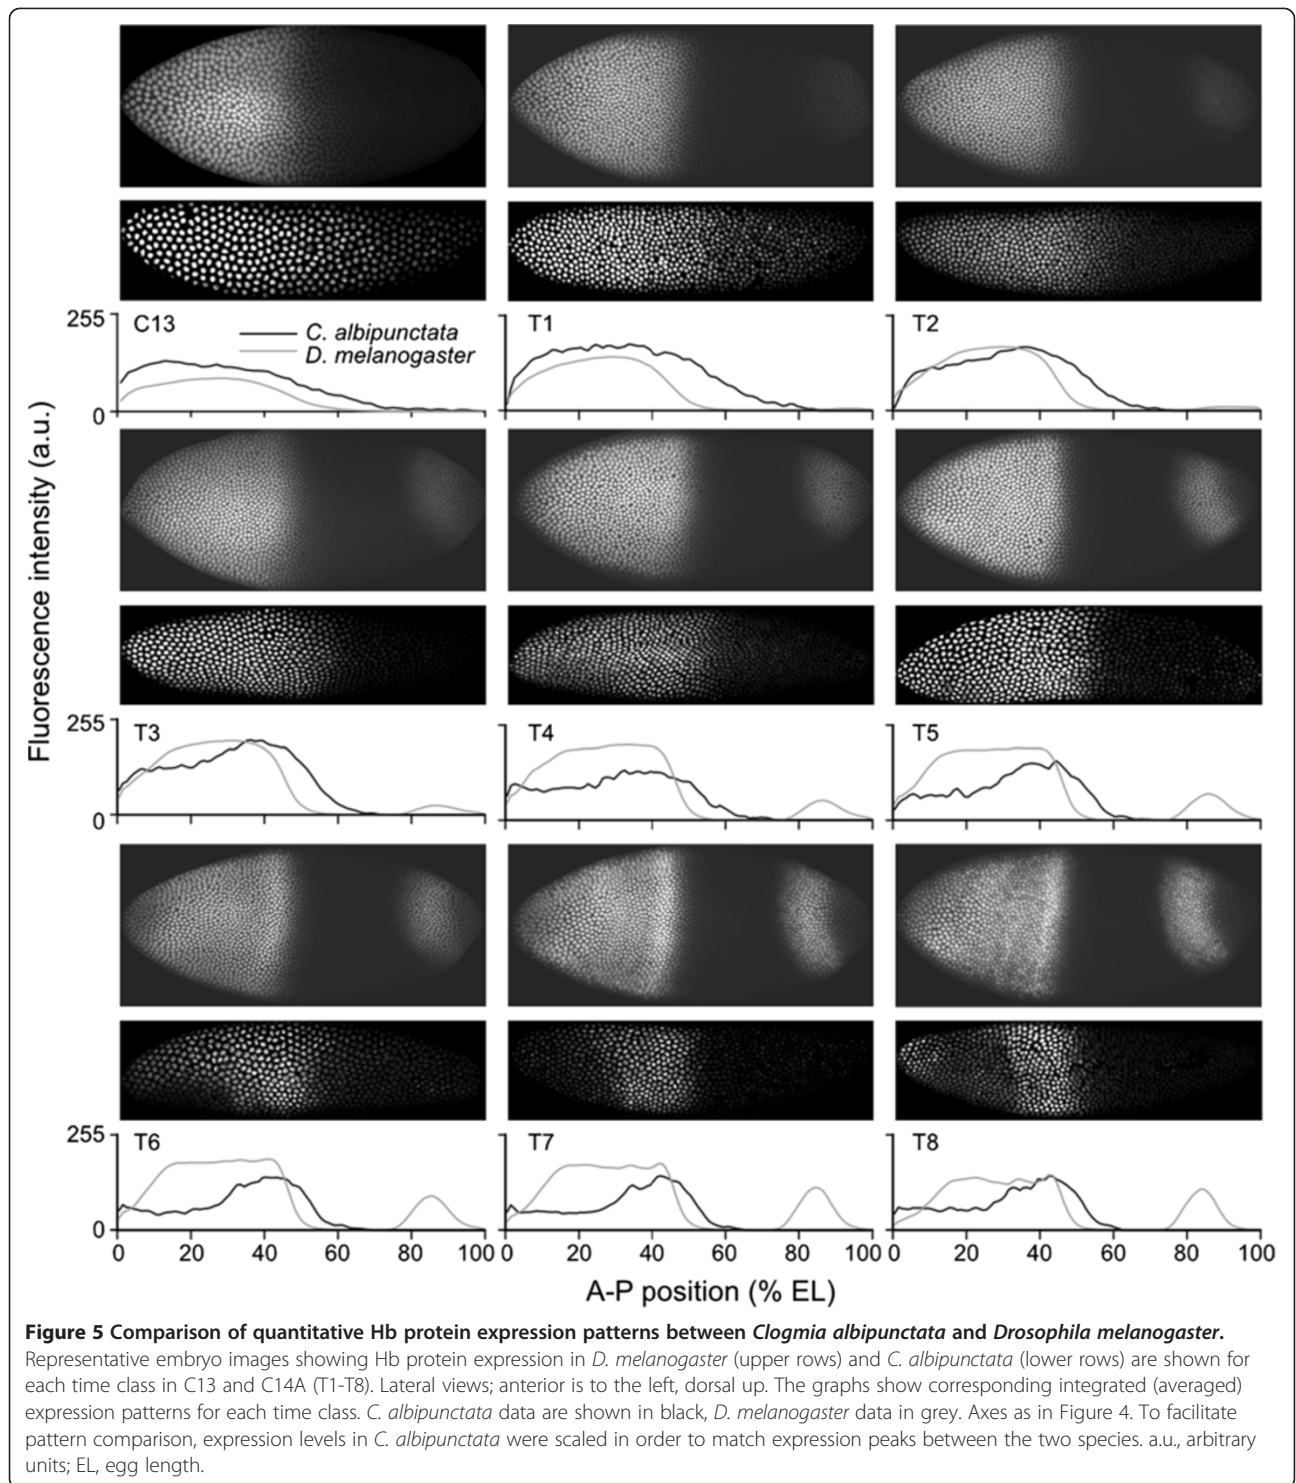 255
C13
C. albipunctata
D. melanogaster
T1
T2
0
Fluorescence intensity (a.u.)
255
T3
T4
T5
0
255
T6
T7
T8
0
0 20 40 60 80 100 0 20 40 60 80 100 0 20 40 60 80 100
A-P position (% EL)
Figure 5 Comparison of quantitative Hb protein expression patterns between Clogmia albipunctata and Drosophila melanogaster.
Representative embryo images showing Hb protein expression in D. melanogaster (upper rows) and C. albipunctata (lower rows) are shown for
each time class in C13 and C14A (T1-T8). Lateral views; anterior is to the left, dorsal up. The graphs show corresponding integrated (averaged)
expression patterns for each time class. C. albipunctata data are shown in black, D. melanogaster data in grey. Axes as in Figure 4. To facilitate
pattern comparison, expression levels in C. albipunctata were scaled in order to match expression peaks between the two species. a.u., arbitrary
units; EL, egg length.